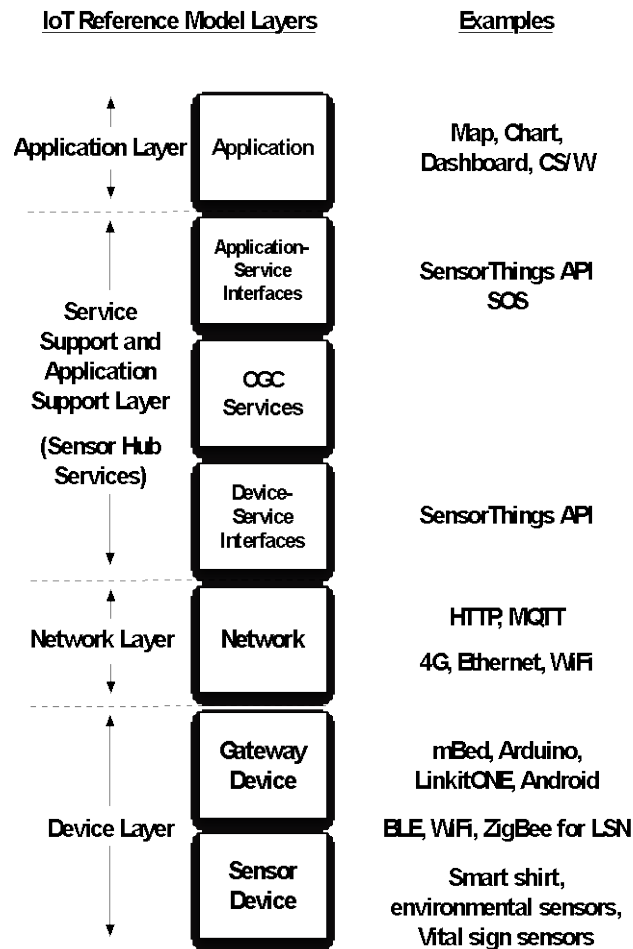 IoT Reference Model Layers
Examples
Application Layer
Application
Map, Chart,
Dashboard, CS/W
Service
Support and
Application
Support Layer
(Sensor Hub
Services)
Application-
Service
Interfaces
SensorThings API
SOS
OGC
Services
Device-
Service
Interfaces
SensorThings API
Network Layer
Network
HTTP, MQTT
4G, Ethernet, WiFi
Device Layer
Gateway
Device
mBed, Arduino,
LinkitONE, Android
BLE, WiFi, ZigBee for LSN
Sensor
Device
Smart shirt,
environmental sensors,
Vital sign sensors